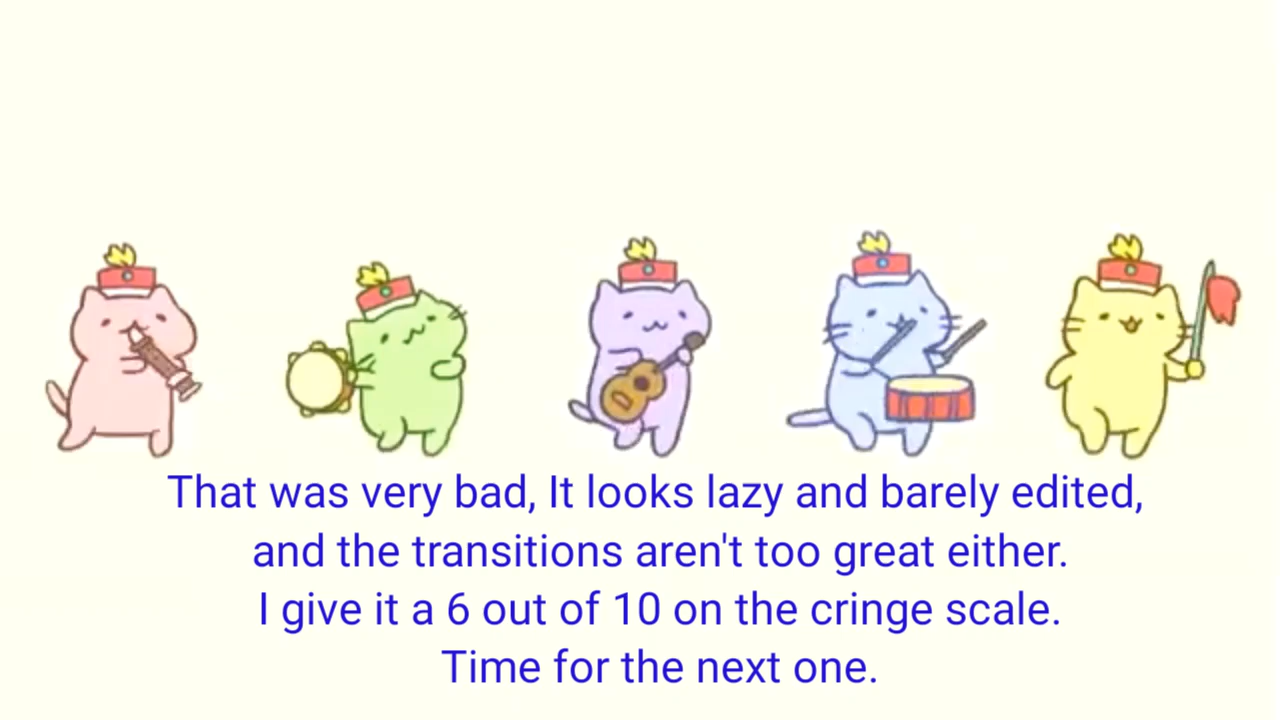 That was very bad, It looks lazy and barely edited,
and the transitions aren't too great either.
I give it a 6 out of 10 on the cringe scale.
Time for the next one.